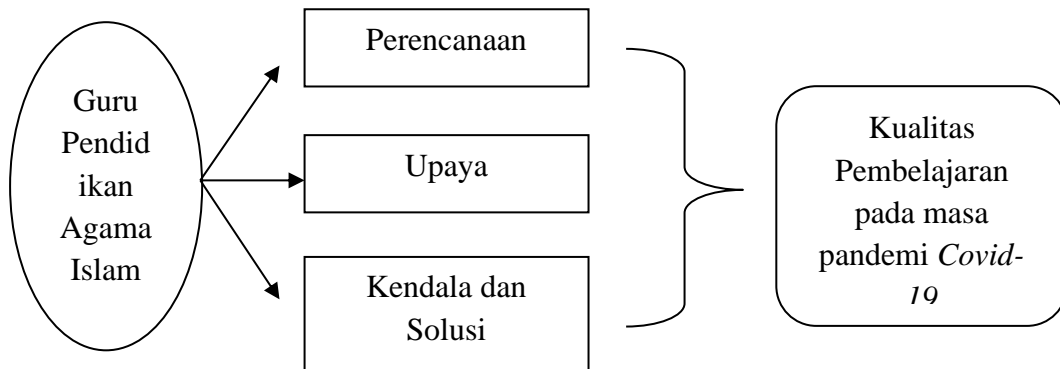 Guru
Pendid
ikan
Agama
Islam
Perencanaan
Upaya
Kendala dan
Solusi
Kualitas
Pembelajaran
pada masa
pandemi Covid-
19